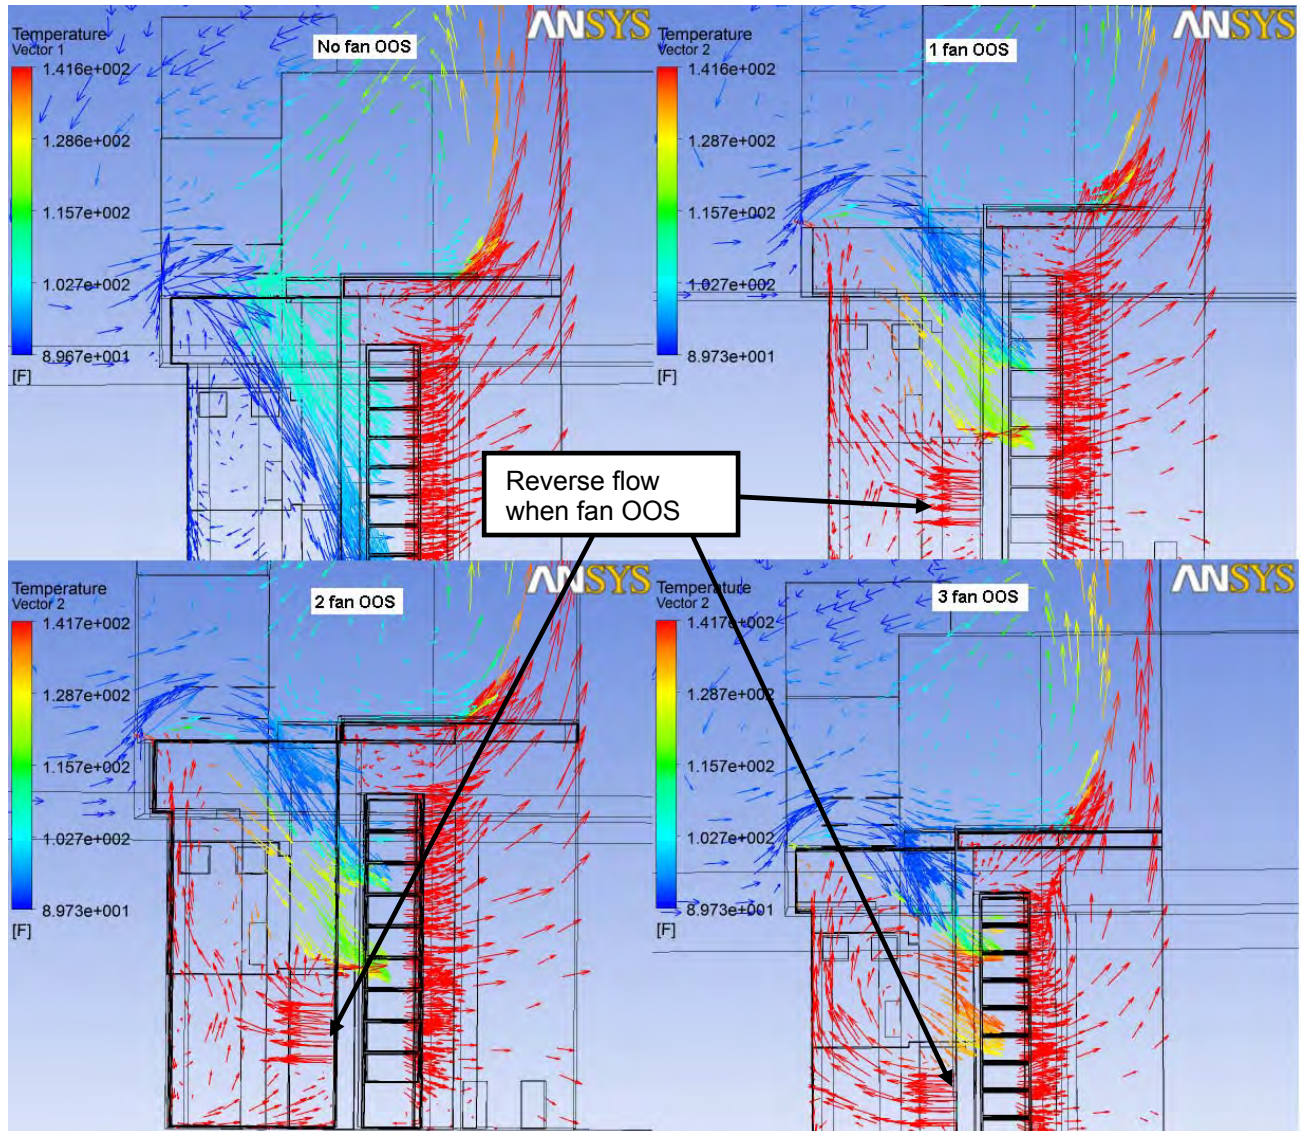 Temperature
Vector 1
1.416e+002
1.286e+002
1.157e+002
1.027e+002
8.967e+001
[F]
No fan OOS
ANSYS
Temperature
Vector 2
1.416e+002
1.286e+002
1.157e+002
1.027e+002
8.973e+001
[F]
1 fan OOS
ANSYS
Reverse flow
when fan OOS
Temperature
Vector 2
1.417e+002
1.287e+002
1.157e+002
1.027e+002
8.973e+001
[F]
2 fan OOS
ANSYS
Temperature
Vector 2
1.417e+002
1.287e+002
1.157e+002
1.027e+002
8.973e+001
[F]
3 fan OOS
ANSYS